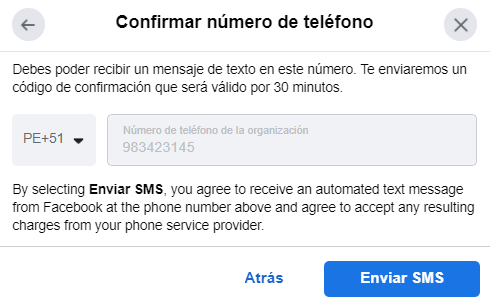 Confirmar número de teléfono
Debes poder recibir un mensaje de texto en este número. Te enviaremos un
código de confirmación que será válido por 30 minutos.
PE+51
Número de teléfono de la organización
983423145
By selecting Enviar SMS, you agree to receive an automated text message
from Facebook at the phone number above and agree to accept any resulting
charges from your phone service provider.
Atrás
Enviar SMS